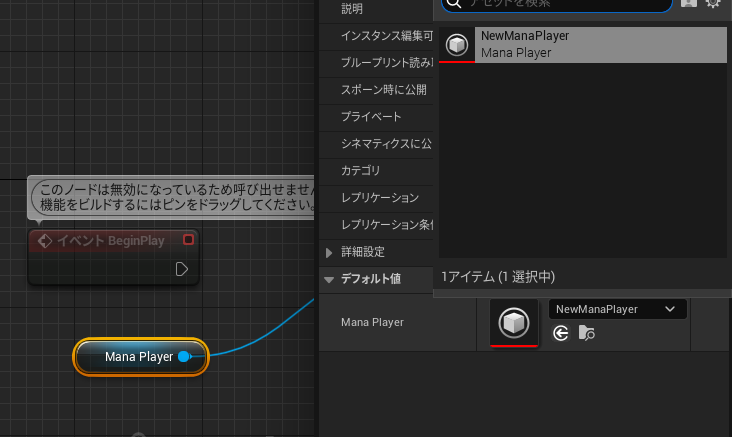 説明
アセットを検索
インスタンス編集可
NewManaPlayer
Mana Player
ブループリント読み
スポーン時に公開
プライベート
シネマティクスに公
カテゴリ
レプリケーション
レプリケーション条件
詳細設定
1アイテム (1 選択中)
デフォルト値
Mana Player
NewManaPlayer
このノードは無効になっているため呼び出せません
機能をビルドするにはピンをドラッグしてください。
イベント BeginPlay
Mana Player